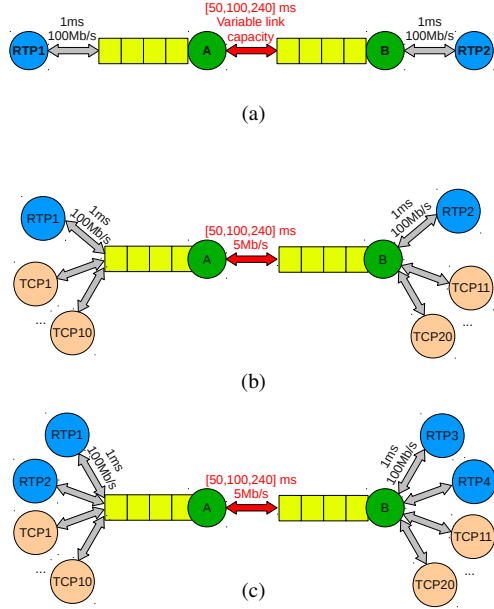 [50,100,240] ms
Variable link
capacity
1ms
100Mb/s
1ms
100Mb/s
RTP1
A
B
RTP2
(a)
RTP1
1ms
100Mb/s
1ms
100Mb/s
RTP2
[50,100,240] ms
5Mb/s
A
B
TCP1
TCP11
...
TCP10
TCP20
...
(b)
RTP1
1ms
100Mb/s
1ms
100Mb/s
RTP3
RTP2
[50,100,240] ms
5Mb/s
RTP4
A
B
TCP1
TCP11
...
TCP10
TCP20
...
(c)